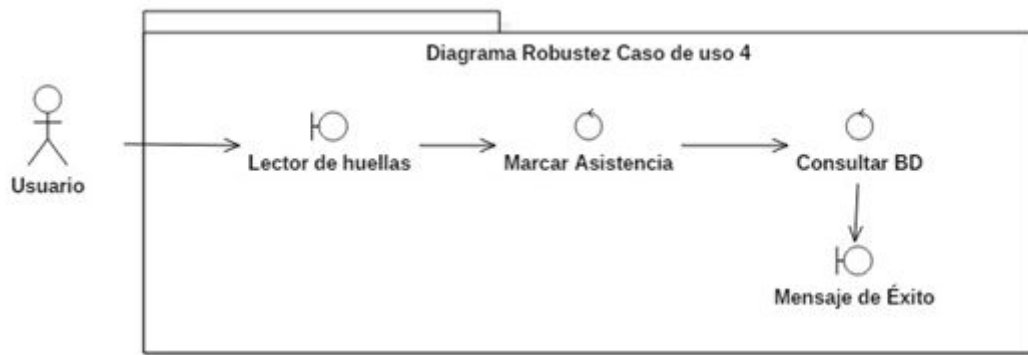 Diagrama Robustez Caso de uso 4
Usuario
Lector de huellas
Marcar Asistencia
Consultar BD
Mensaje de Éxito